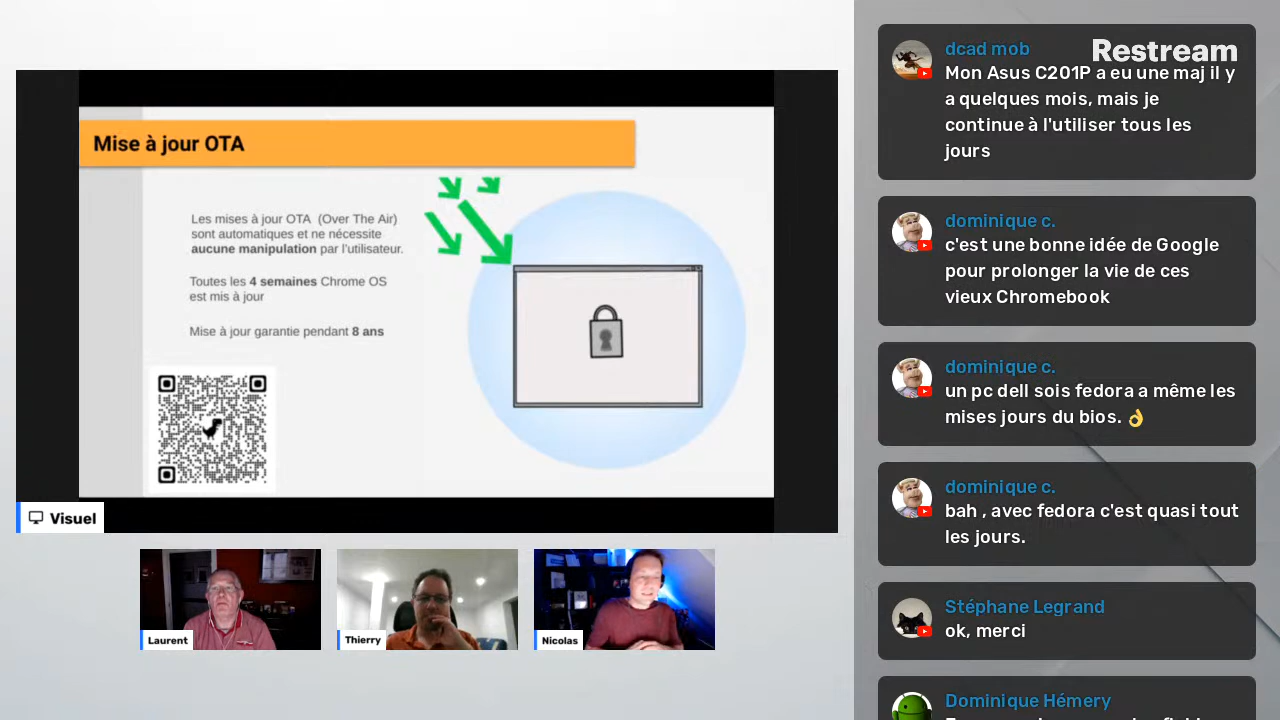 Mise à jour OTA
Les mises à jour OTA (Over The Air)
sont automatiques et ne nécessite
aucune manipulation par l'utilisateur.
Toutes les 4 semaines Chrome OS
est mis à jour
Mise à jour garantie pendant 8 ans
Visuel
Laurent
Thierry
Nicolas
Restream
dcad mob
Mon Asus C201P a eu une maj il y
a quelques mois, mais je
continue à l'utiliser tous les
jours
dominique c.
c'est une bonne idée de Google
pour prolonger la vie de ces
vieux Chromebook
dominique c.
un pc dell sois fedora a même les
mises jours du bios. 👌
dominique c.
bah , avec fedora c'est quasi tout
les jours.
Stéphane Legrand
ok, merci
Dominique Hémery